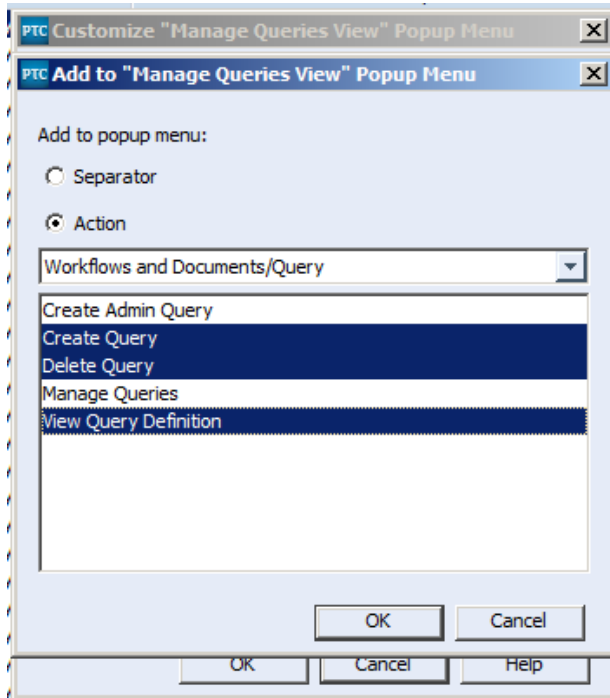 PTC Customize "Manage Queries View" Popup Menu
PTC Add to "Manage Queries View" Popup Menu
Add to popup menu:
Separator
Action
Workflows and Documents/Query
Create Admin Query
Create Query
Delete Query
Manage Queries
View Query Definition
OK Cancel
OK Cancel Help